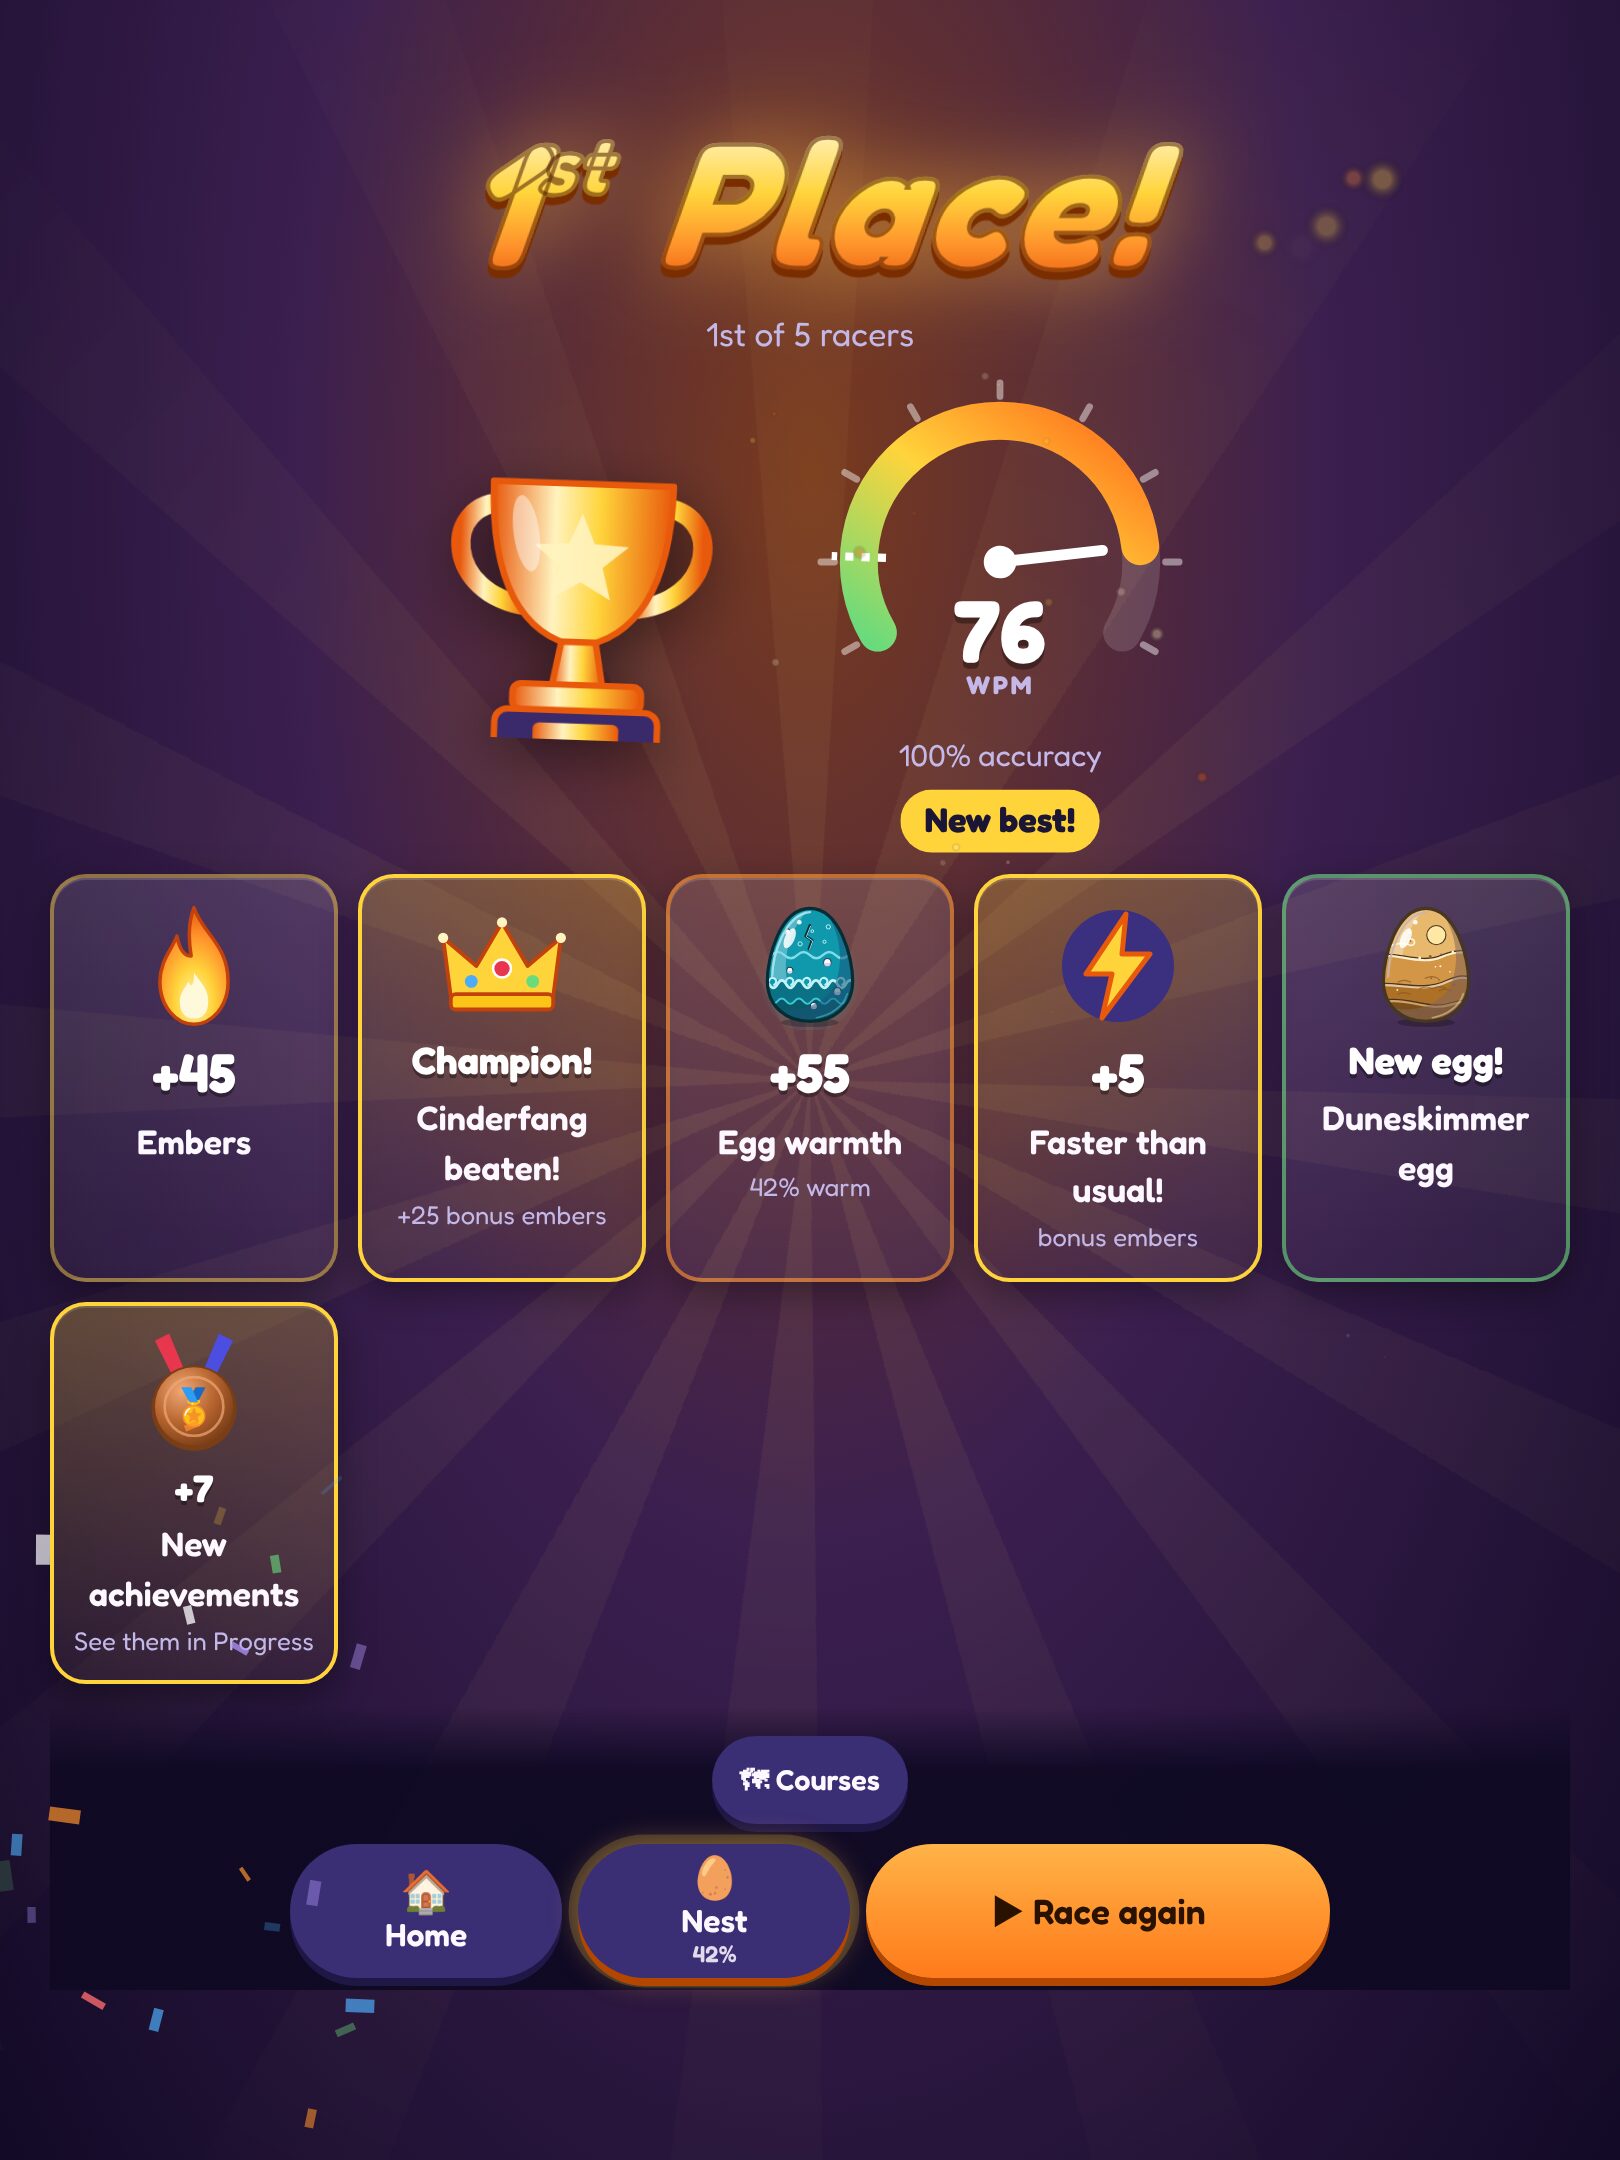 1st Place!
1st of 5 racers
76
WPM
100% accuracy
New best!
+45
Embers
Champion!
Cinderfang
beaten!
+25 bonus embers
+55
Egg warmth
42% warm
+5
Faster than
usual!
bonus embers
New egg!
Duneskimmer
egg
+7
New
achievements
See them in Progress
Courses
Home
Nest
42%
Race again